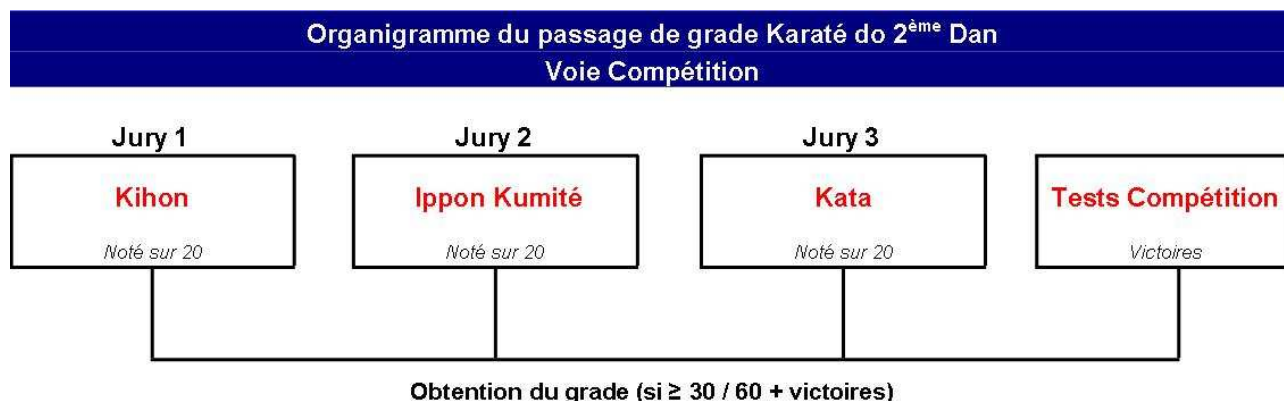 Organigramme du passage de grade Karaté do 2ème Dan
Voie Compétition
Jury 1
Jury 2
Jury 3
Kihon
Ippon Kumité
Kata
Tests Compétition
Noté sur 20
Noté sur 20
Noté sur 20
Victoires
Obtention du grade (si ≥ 30 / 60 + victoires)